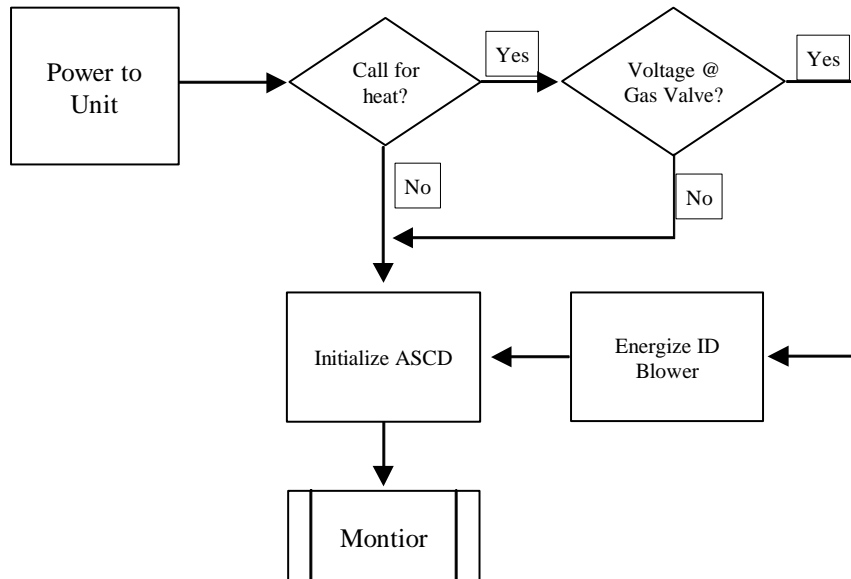 Power to
Unit
Call for
heat?
Yes
Voltage @
Gas Valve?
Yes
No
No
Initialize ASCD
Energize ID
Blower
Montior